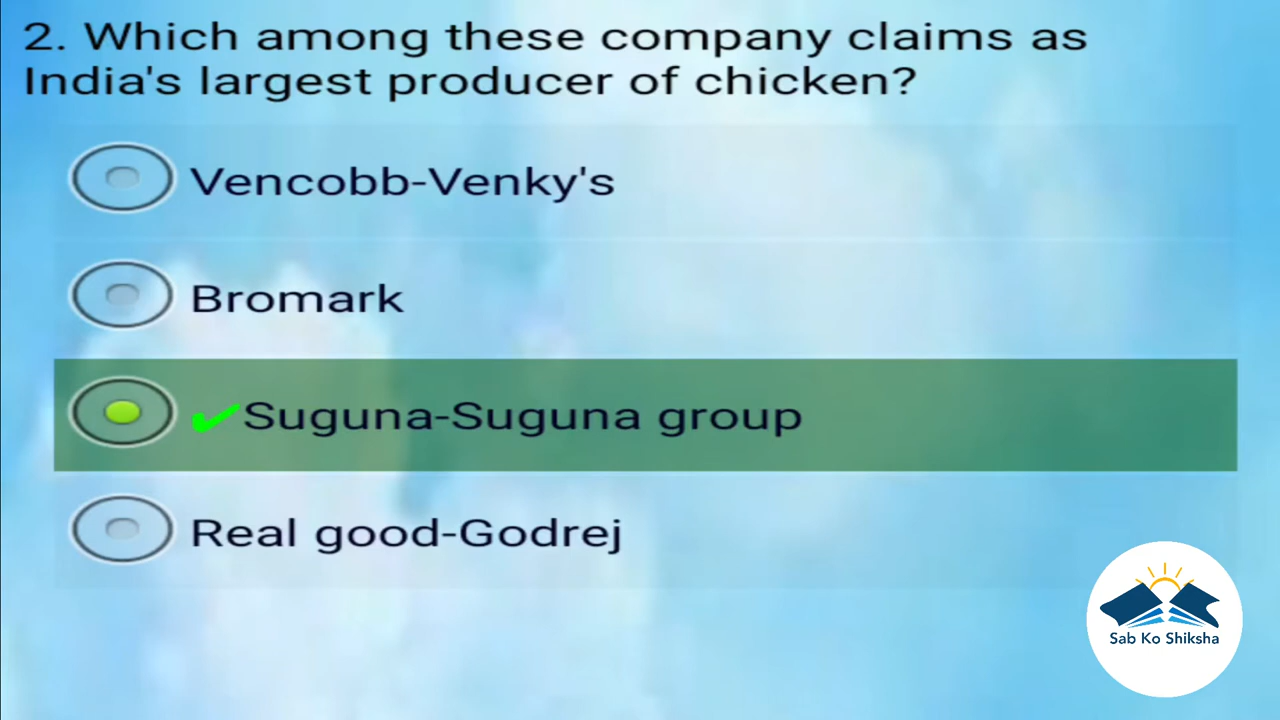 2. Which among these company claims as
India's largest producer of chicken?
Vencobb-Venky's
Bromark
✔Suguna-Suguna group
Real good-Godrej
Sab Ko Shiksha